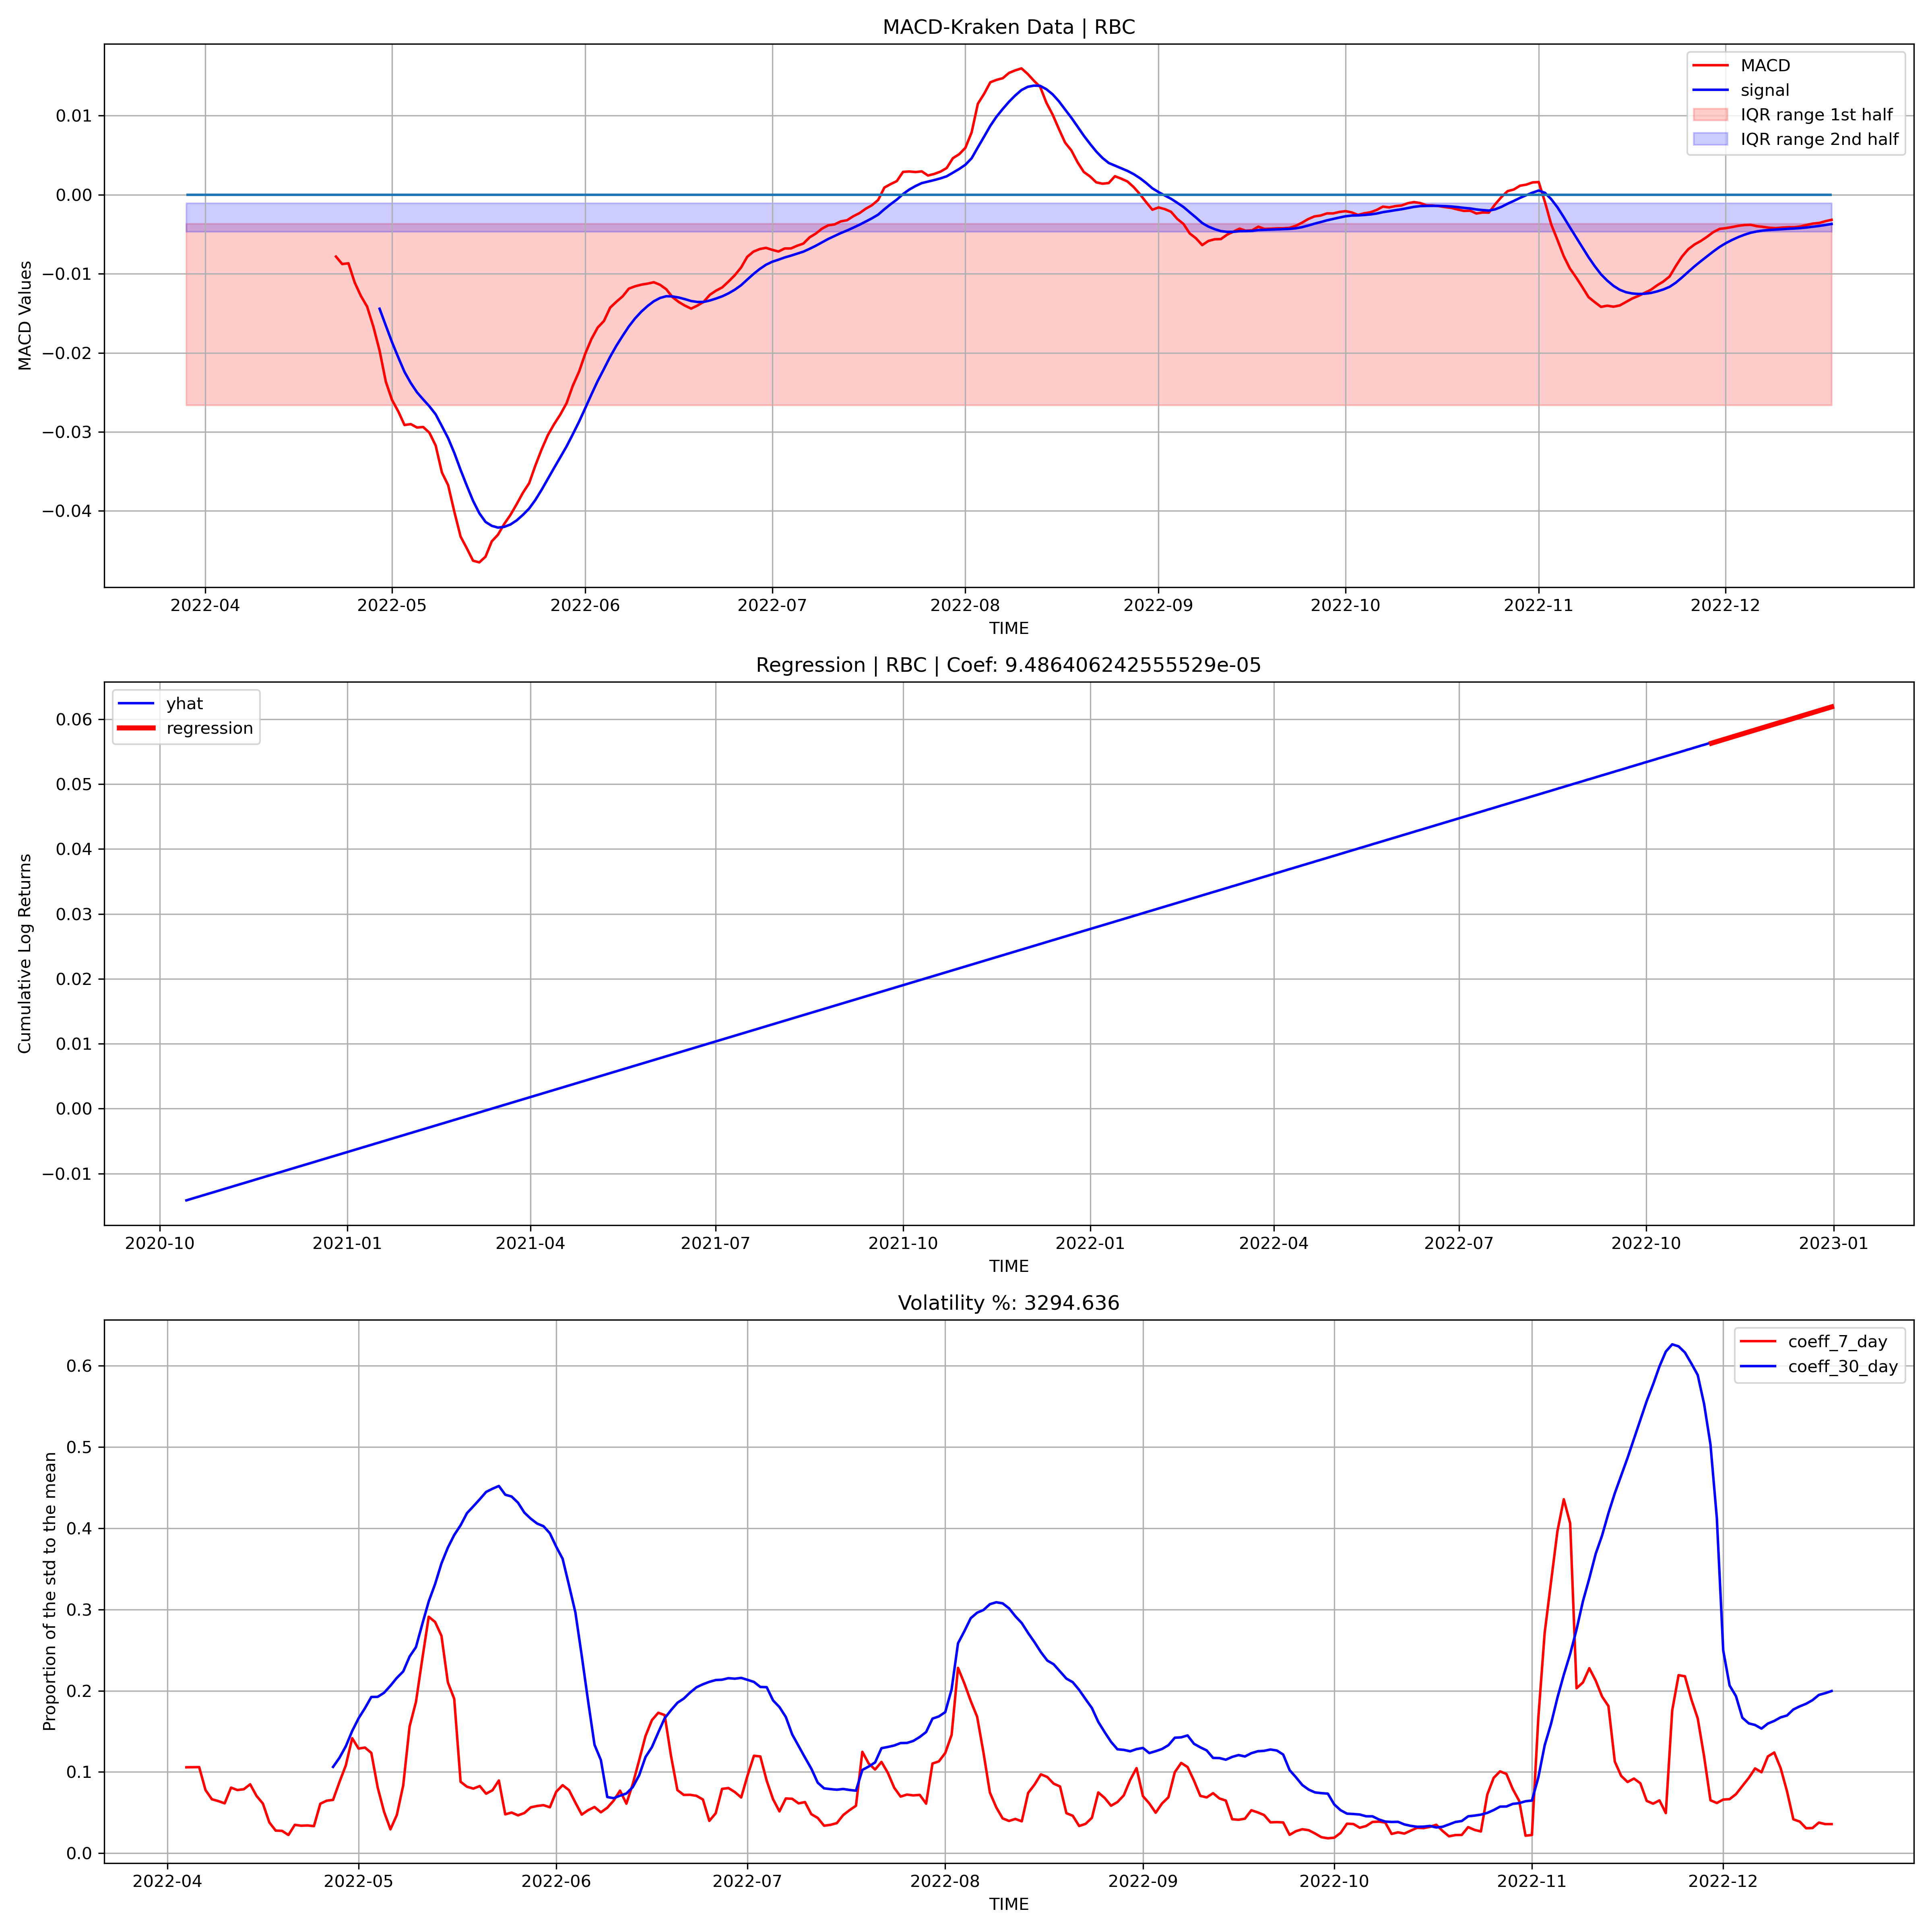 MACD-Kraken Data | RBC
MACD
signal
IQR range 1st half
IQR range 2nd half
MACD Values
0.01
0.00
−0.01
−0.02
−0.03
−0.04
2022-04 2022-05 2022-06 2022-07 2022-08 2022-09 2022-10 2022-11 2022-12
TIME
Regression | RBC | Coef: 9.486406242555529e-05
yhat
regression
Cumulative Log Returns
0.06
0.05
0.04
0.03
0.02
0.01
0.00
−0.01
2020-10 2021-01 2021-04 2021-07 2021-10 2022-01 2022-04 2022-07 2022-10 2023-01
TIME
Volatility %: 3294.636
coeff_7_day
coeff_30_day
Proportion of the std to the mean
0.6
0.5
0.4
0.3
0.2
0.1
0.0
2022-04 2022-05 2022-06 2022-07 2022-08 2022-09 2022-10 2022-11 2022-12
TIME